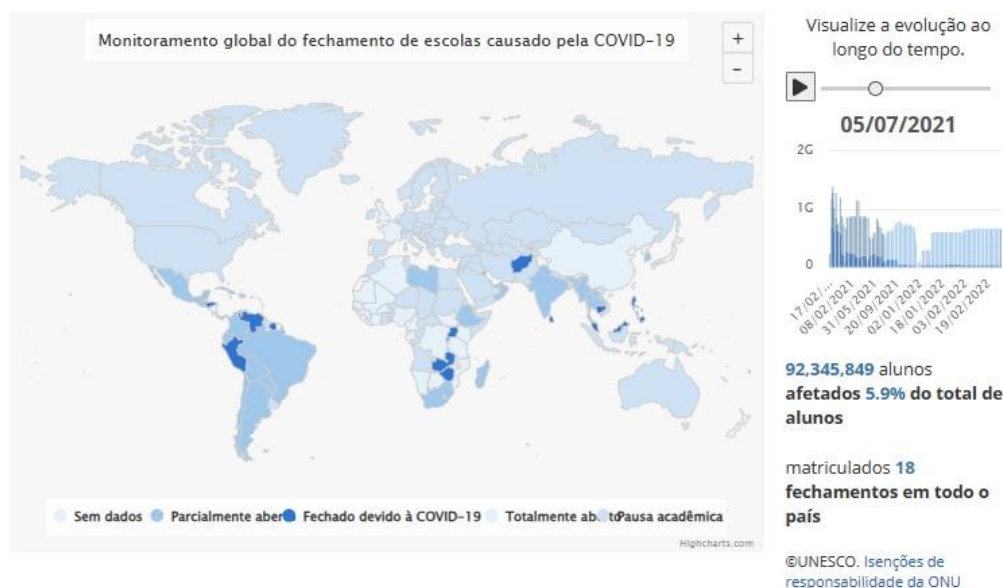 Monitoramento global do fechamento de escolas causado pela COVID-19
+
-
Sem dados
Parcialmente aber
Fechado devido à COVID-19
Totalmente ab
to
Pausa acadêmica
Highcharts.com
Visualize a evolução ao
longo do tempo.
05/07/2021
2G
1G
0
17/02/...
08/02/2021
31/05/2021
20/09/2021
02/01/2022
18/01/2022
03/02/2022
19/02/2022
92,345,849 alunos
afetados 5.9% do total de
alunos
matriculados 18
fechamentos em todo o
país
©UNESCO. Isenções de
responsabilidade da ONU